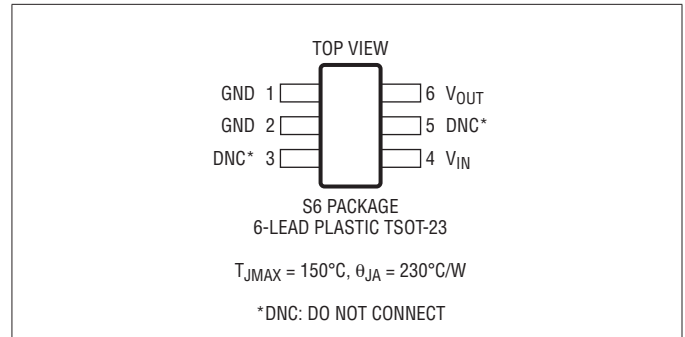 TOP VIEW
GND 1
GND 2
DNC* 3
6 VOUT
5 DNC*
4 VIN
S6 PACKAGE
6-LEAD PLASTIC TSOT-23
TJMAX = 150°C, θJA = 230°C/W
*DNC: DO NOT CONNECT